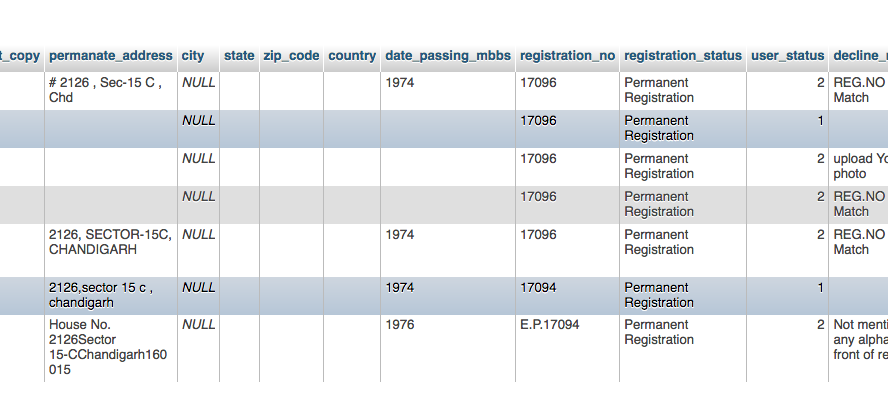 t_copy permanate_address city state zip_code country date_passing_mbbs registration_no registration_status user_status decline_
# 2126 , Sec-15 C , NULL 1974 17096 Permanent 2 REG.NO
Chd Registration Match
NULL 17096 Permanent 1
Registration
NULL 17096 Permanent 2 upload Yo
Registration photo
NULL 17096 Permanent 2 REG.NO
Registration Match
2126, SECTOR-15C, NULL 1974 17096 Permanent 2 REG.NO
CHANDIGARH Registration Match
2126,sector 15 c , NULL 1974 17094 Permanent 1
chandigarh Registration
House No. NULL 1976 E.P.17094 Permanent 2 Not menti
2126Sector Registration any alpha
15-CChandigarh160 front of re
015